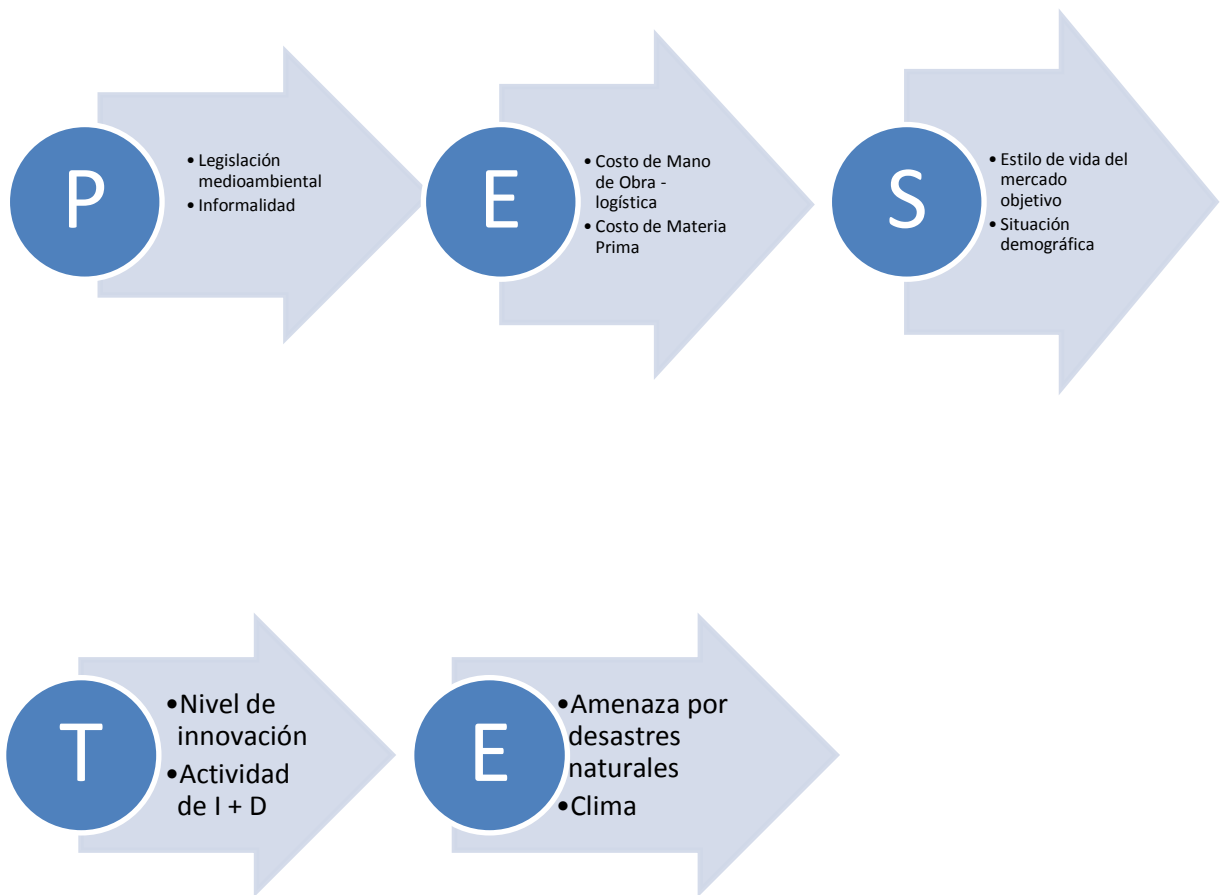 P
• Legislación
medioambiental
• Informalidad
E
• Costo de Mano
de Obra -
logística
• Costo de Materia
Prima
S
• Estilo de vida del
mercado
objetivo
• Situación
demográfica
T
•Nivel de
innovación
•Actividad
de I + D
E
•Amenaza por
desastres
naturales
•Clima